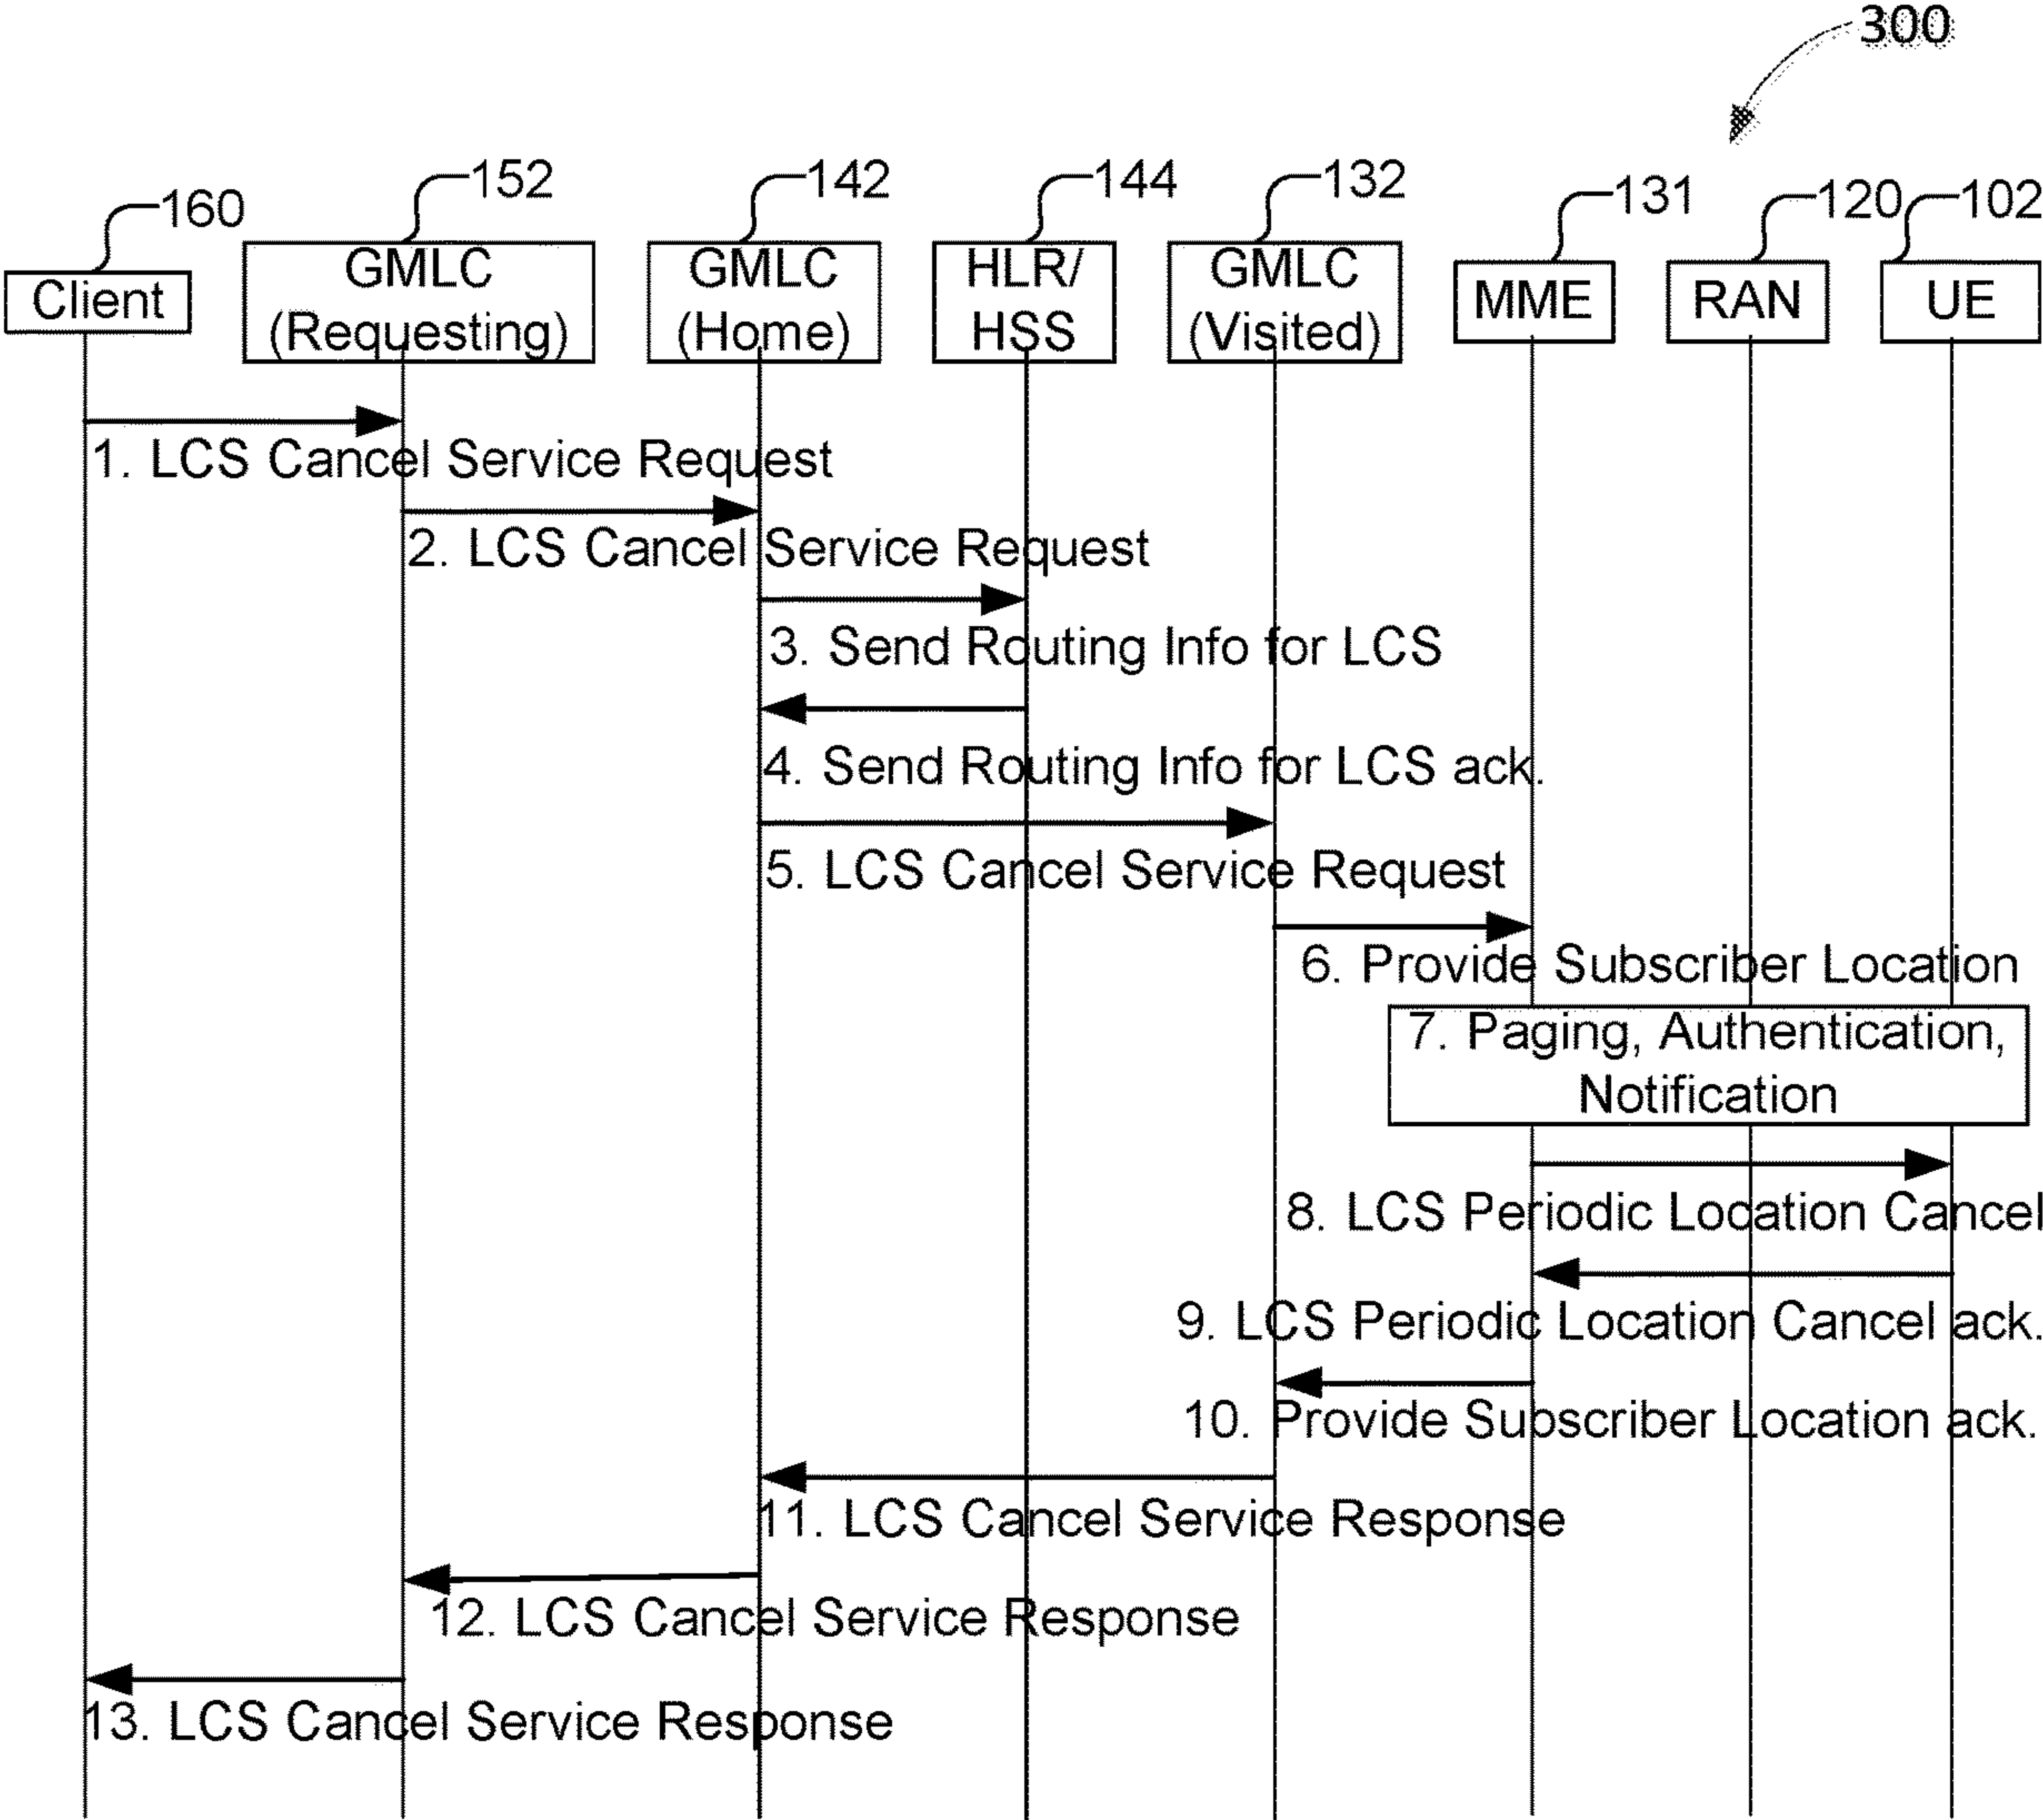 300
160
152
142
144
132
131
120
102
Client
GMLC
(Requesting)
GMLC
(Home)
HLR/
HSS
GMLC
(Visited)
MME
RAN
UE
1. LCS Cancel Service Request
2. LCS Cancel Service Request
3. Send Routing Info for LCS
4. Send Routing Info for LCS ack.
5. LCS Cancel Service Request
6. Provide Subscriber Location
7. Paging, Authentication,
Notification
8. LCS Periodic Location Cancel
9. LCS Periodic Location Cancel ack.
10. Provide Subscriber Location ack.
11. LCS Cancel Service Response
12. LCS Cancel Service Response
13. LCS Cancel Service Response